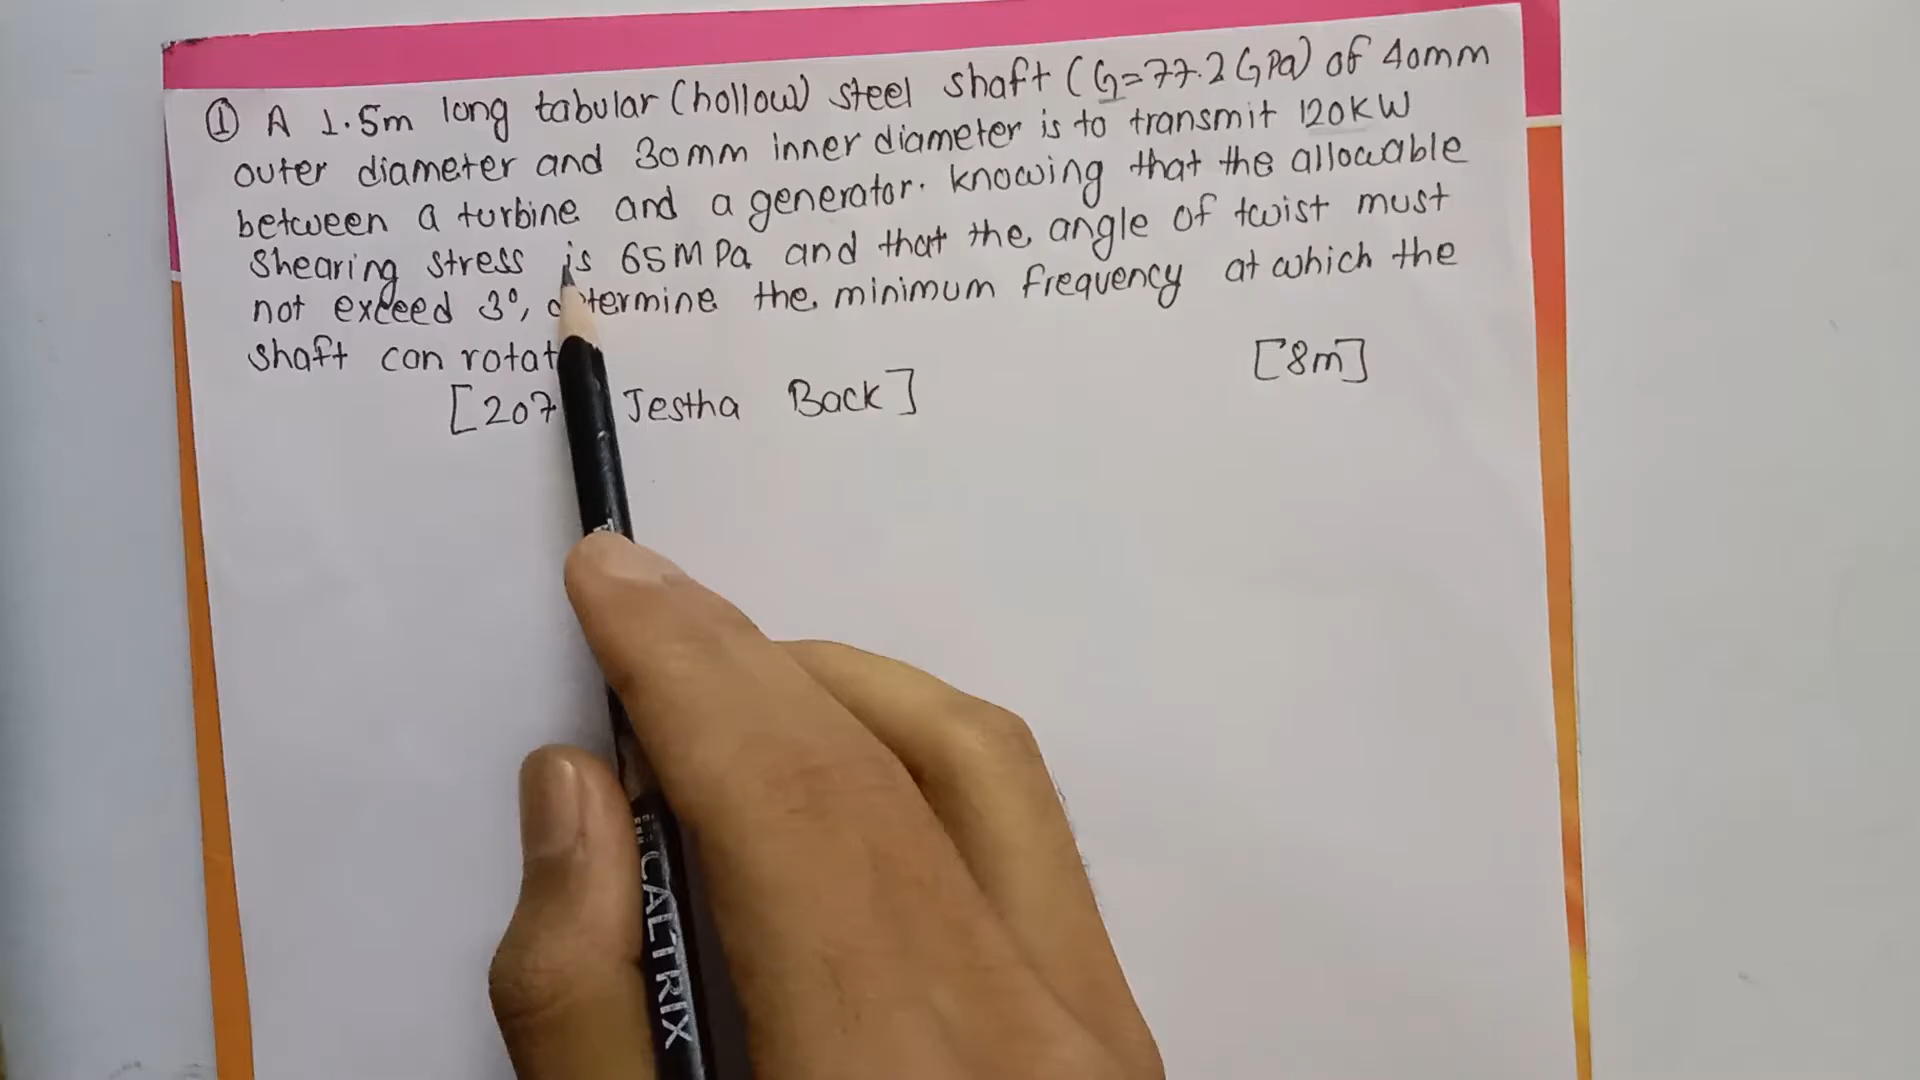 ① A 1.5m long tabular (hollow) steel shaft (G=77.2GPa) of 40mm
outer diameter and 30mm inner diameter is to transmit 120KW
between a turbine and a generator. Knowing that the allowable
shearing stress is 65MPa and that the angle of twist must
not exceed 3°, determine the minimum frequency at which the
shaft can rotat
[207 Jestha Back] [8m]
CALTRIX